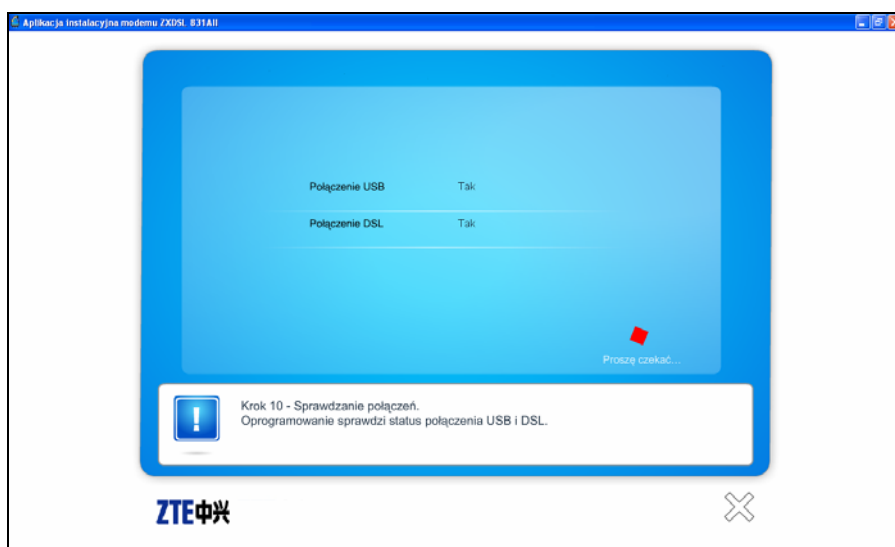 Aplikacja instalacyjna modemu ZXDSL 831AII
Połączenie USB Tak
Połączenie DSL Tak
Proszę czekać...
Krok 10 - Sprawdzanie połączeń.
Oprogramowanie sprawdzi status połączenia USB i DSL.
ZTE中兴